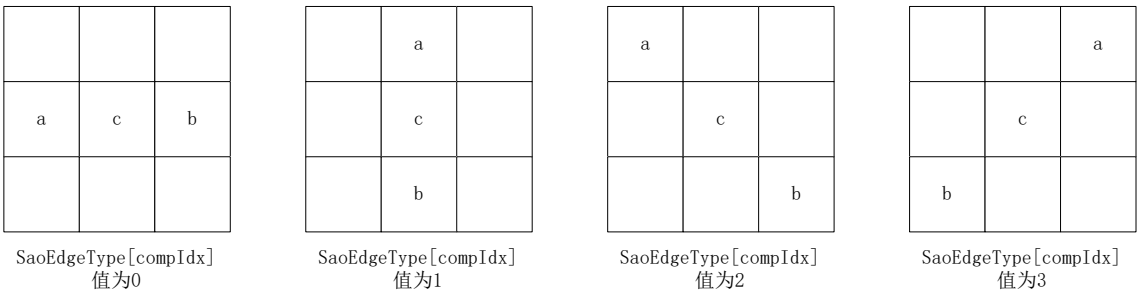 a c b
SaoEdgeType[compIdx]
值为0
a
c
b
SaoEdgeType[compIdx]
值为1
a
c
b
SaoEdgeType[compIdx]
值为2
a
c
b
SaoEdgeType[compIdx]
值为3